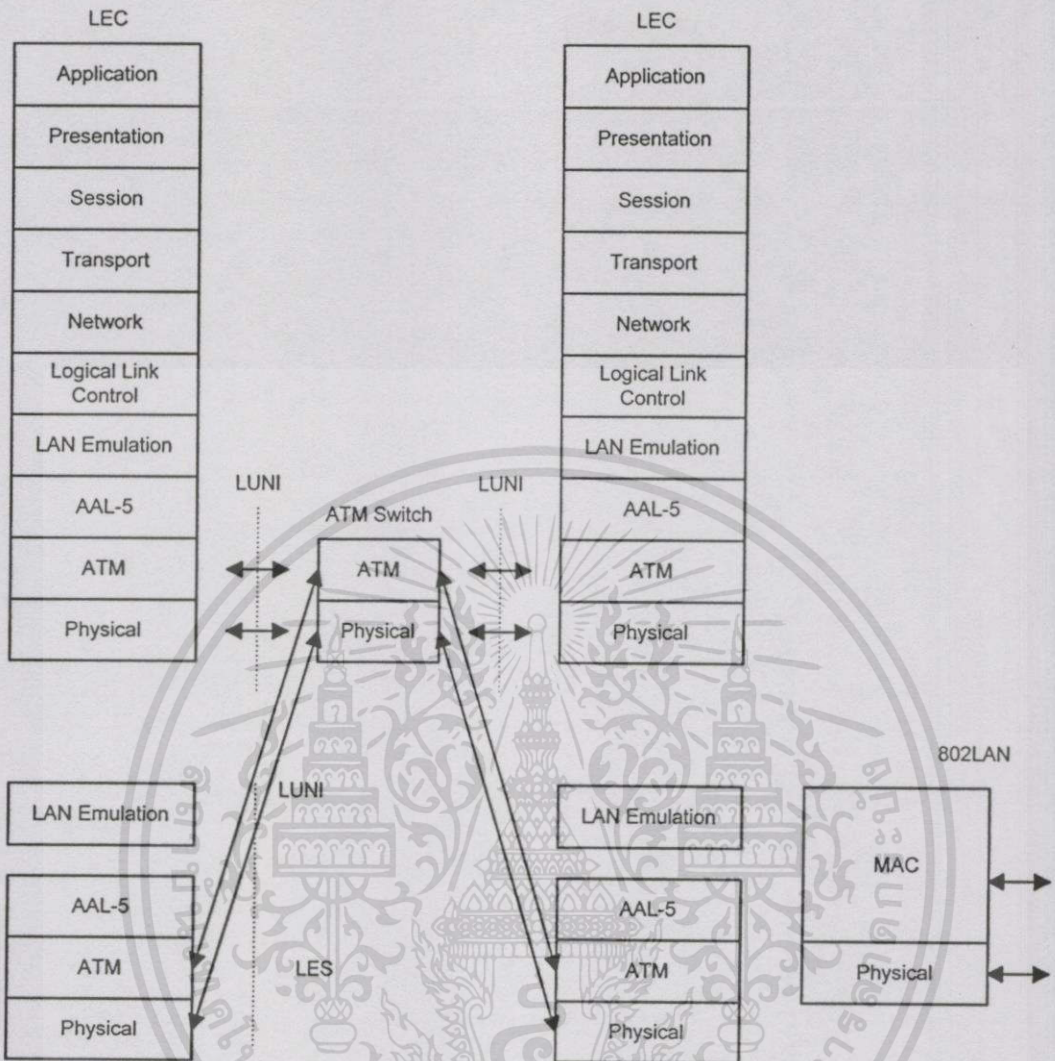 LEC
Application
Presentation
Session
Transport
Network
Logical Link
Control
LAN Emulation
AAL-5
ATM
Physical
LUNI
ATM Switch
ATM
Physical
LUNI
LEC
Application
Presentation
Session
Transport
Network
Logical Link
Control
LAN Emulation
AAL-5
ATM
Physical
LAN Emulation
AAL-5
ATM
Physical
LUNI
LES
LAN Emulation
AAL-5
ATM
Physical
802LAN
MAC
Physical